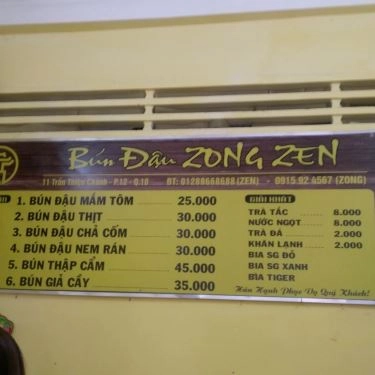 Bún Đậu ZONG ZEN
11 Trần Thiện Chánh - P.12 - Q.10 ĐT: 01288668688 (ZEN) - 0915 92 4567 (ZONG)
1. BÚN ĐẬU MẮM TÔM 25.000
2. BÚN ĐẬU THỊT 30.000
3. BÚN ĐẬU CHẢ CỐM 30.000
4. BÚN ĐẬU NEM RÁN 30.000
5. BÚN THẬP CẨM 45.000
6. BÚN GIẢ CẦY 35.000
GIẢI KHÁT
TRÀ TẮC 8.000
NƯỚC NGỌT 8.000
TRÀ ĐÁ 2.000
KHĂN LẠNH 2.000
BIA SG ĐỎ
BIA SG XANH
BIA TIGER
Hân Hạnh Phục Vụ Quý Khách!